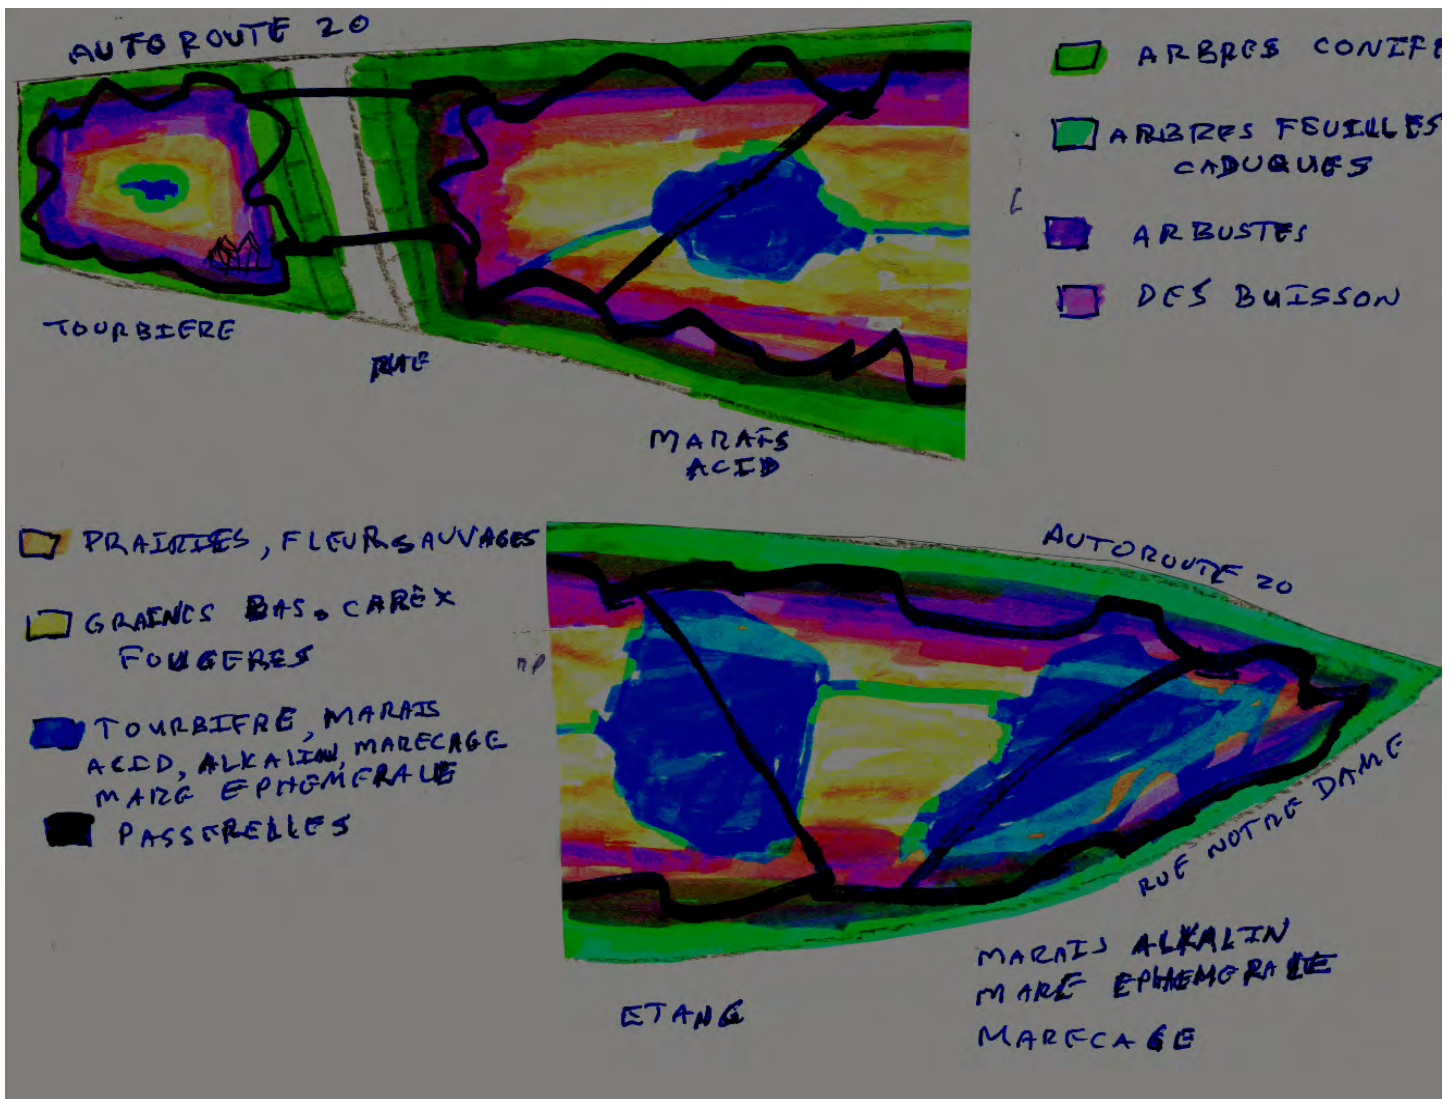 AUTOROUTE 20
ARBRES CONIFE
ARBRES FEUILLES
CADUQUES
ARBUSTES
DES BUISSON
TOURBIERE
RUE
MARAIS
ACID
PRAIRIES, FLEUR SAUVAGES
GRAINES BAS. CAREX
FOUGERES
TOURBIERE, MARAIS
ACID, ALKALIN, MARECAGE
MARE EPHEMERALE
PASSERELLES
AUTOROUTE 20
RUE NOTRE DAME
ETANG
MARAIS ALKALIN
MARE EPHEMERALE
MARECAGE